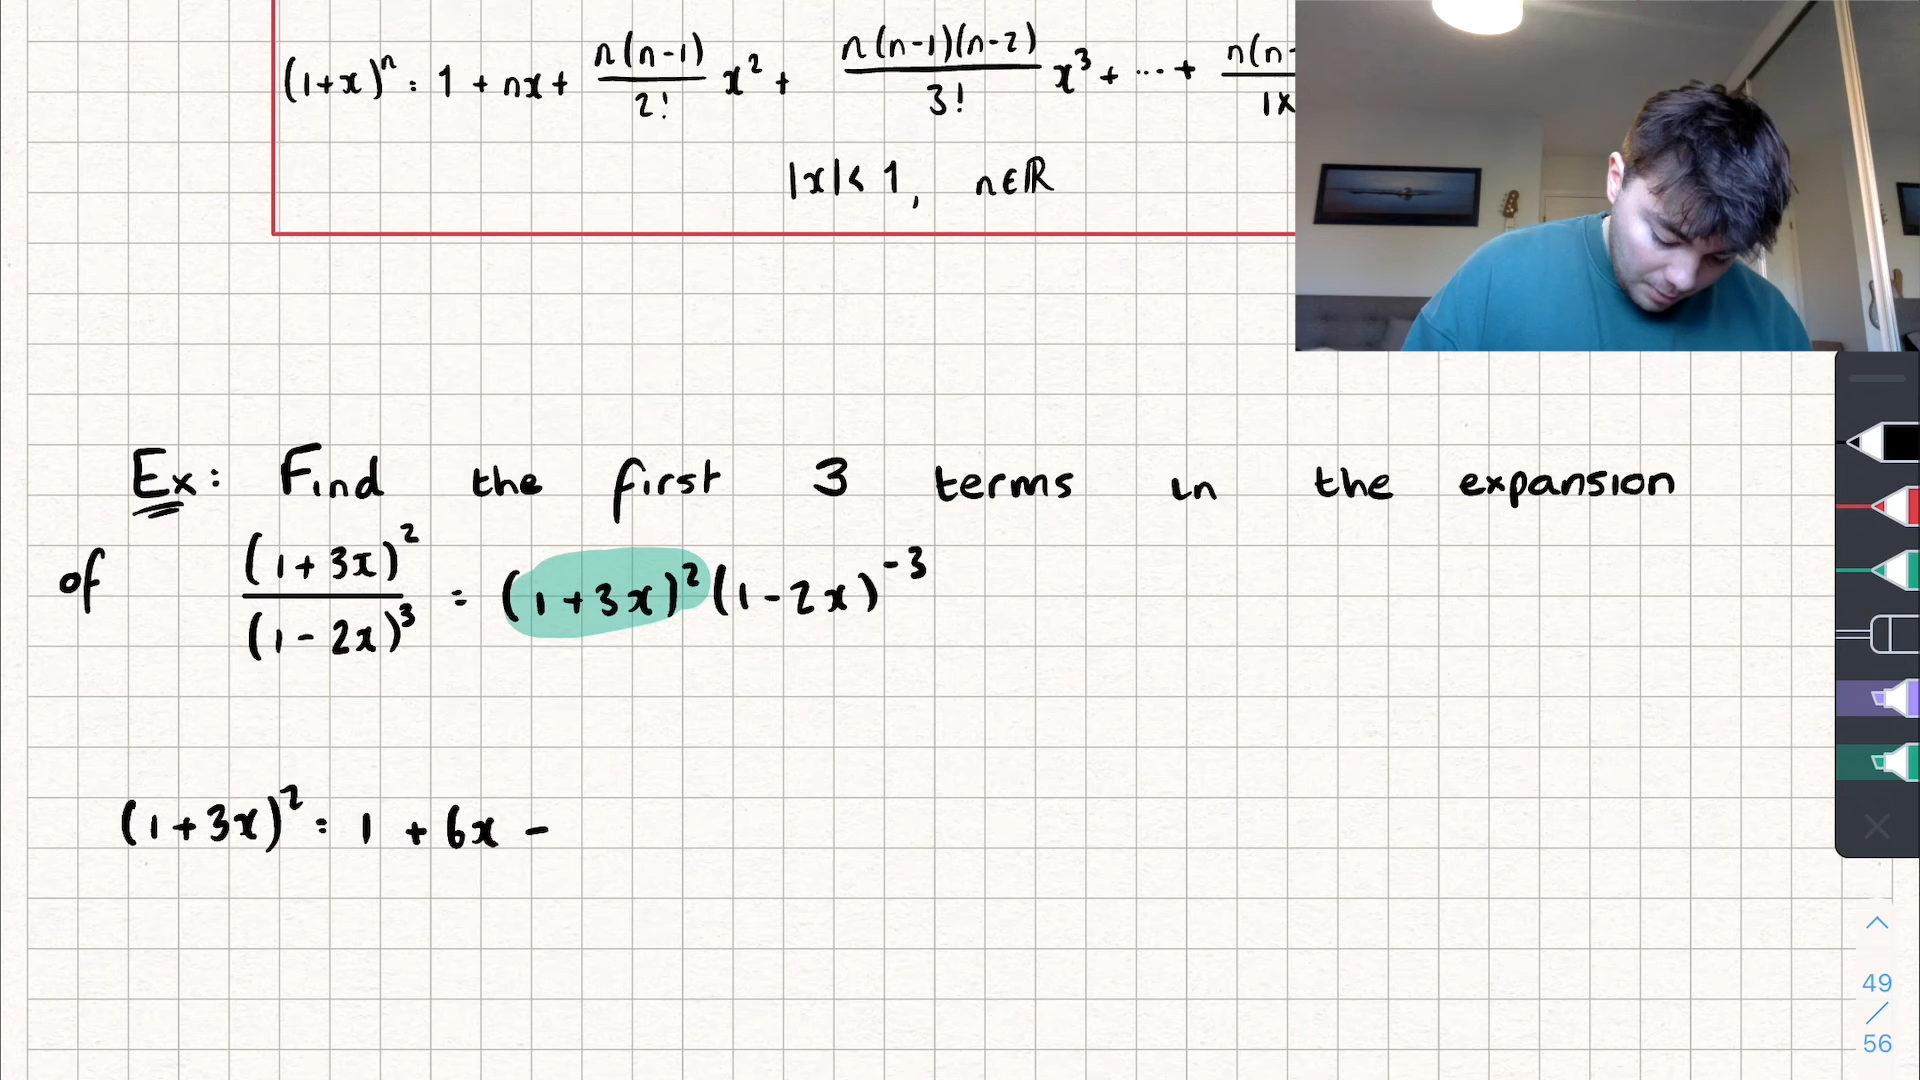 (1+x)ⁿ = 1 + nx + n(n-1)/2! x² + n(n-1)(n-2)/3! x³ + ... + n(n-/1×
|x| < 1, n∈ℝ
Ex: Find the first 3 terms in the expansion
of (1+3x)²/(1-2x)³ = (1+3x)²(1-2x)⁻³
(1+3x)² = 1 + 6x -
49
/
56